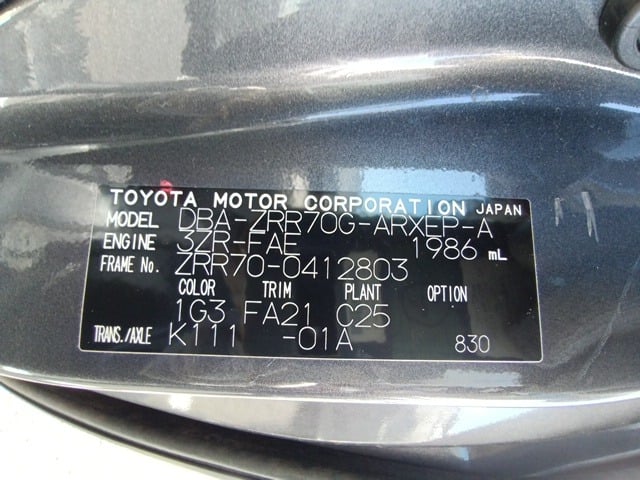 TOYOTA MOTOR CORPORATION JAPAN
MODEL DBA-ZRR70G-ARXEP-A
ENGINE 3ZR-FAE 1986 mL
FRAME No. ZRR70-0412803
COLOR TRIM PLANT OPTION
1G3 FA21 C25
TRANS./AXLE K111 -01A 830